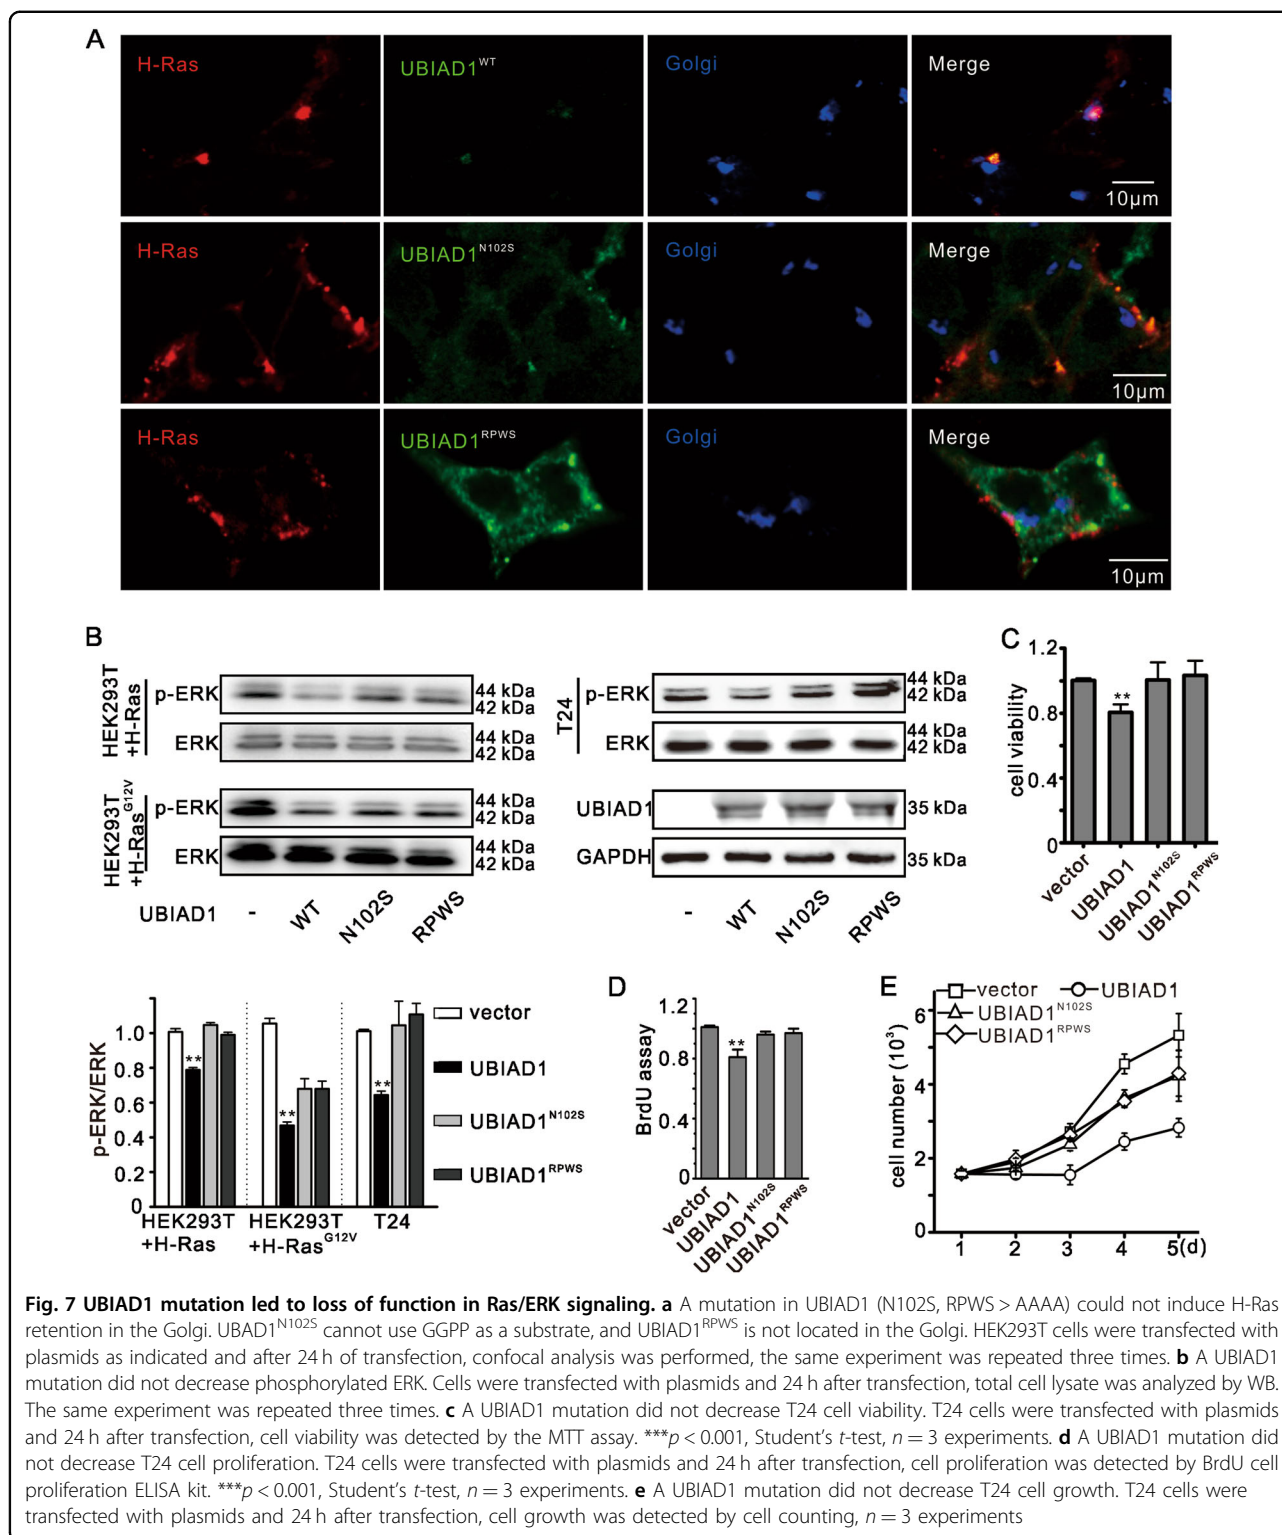 A
H-Ras
UBIAD1WT
Golgi
Merge
10μm
H-Ras
UBIAD1N102S
Golgi
Merge
10μm
H-Ras
UBIAD1RPWS
Golgi
Merge
10μm
B
HEK293T
+H-Ras
p-ERK
44 kDa
42 kDa
ERK
44 kDa
42 kDa
HEK293T
+H-RasG12V
p-ERK
44 kDa
42 kDa
ERK
44 kDa
42 kDa
UBIAD1
-
WT
N102S
RPWS
T24
p-ERK
44 kDa
42 kDa
ERK
44 kDa
42 kDa
UBIAD1
35 kDa
GAPDH
35 kDa
-
WT
N102S
RPWS
C
cell viability
1.2
0.8
0.4
0
**
vector
UBIAD1
UBIAD1N102S
UBIAD1RPWS
p-ERK/ERK
1.0
0.8
0.6
0.4
0.2
0
**
**
**
HEK293T
+H-Ras
HEK293T
+H-RasG12V
T24
vector
UBIAD1
UBIAD1N102S
UBIAD1RPWS
D
BrdU assay
1.2
0.8
0.4
0
**
vector
UBIAD1
UBIAD1N102S
UBIAD1RPWS
E
vector
UBIAD1
UBIAD1N102S
UBIAD1RPWS
cell number (10³)
6
4
2
0
1 2 3 4 5(d)
Fig. 7 UBIAD1 mutation led to loss of function in Ras/ERK signaling. a A mutation in UBIAD1 (N102S, RPWS > AAAA) could not induce H-Ras
retention in the Golgi. UBAD1N102S cannot use GGPP as a substrate, and UBIAD1RPWS is not located in the Golgi. HEK293T cells were transfected with
plasmids as indicated and after 24 h of transfection, confocal analysis was performed, the same experiment was repeated three times. b A UBIAD1
mutation did not decrease phosphorylated ERK. Cells were transfected with plasmids and 24 h after transfection, total cell lysate was analyzed by WB.
The same experiment was repeated three times. c A UBIAD1 mutation did not decrease T24 cell viability. T24 cells were transfected with plasmids
and 24 h after transfection, cell viability was detected by the MTT assay. ***p < 0.001, Student's t-test, n = 3 experiments. d A UBIAD1 mutation did
not decrease T24 cell proliferation. T24 cells were transfected with plasmids and 24 h after transfection, cell proliferation was detected by BrdU cell
proliferation ELISA kit. ***p < 0.001, Student's t-test, n = 3 experiments. e A UBIAD1 mutation did not decrease T24 cell growth. T24 cells were
transfected with plasmids and 24 h after transfection, cell growth was detected by cell counting, n = 3 experiments